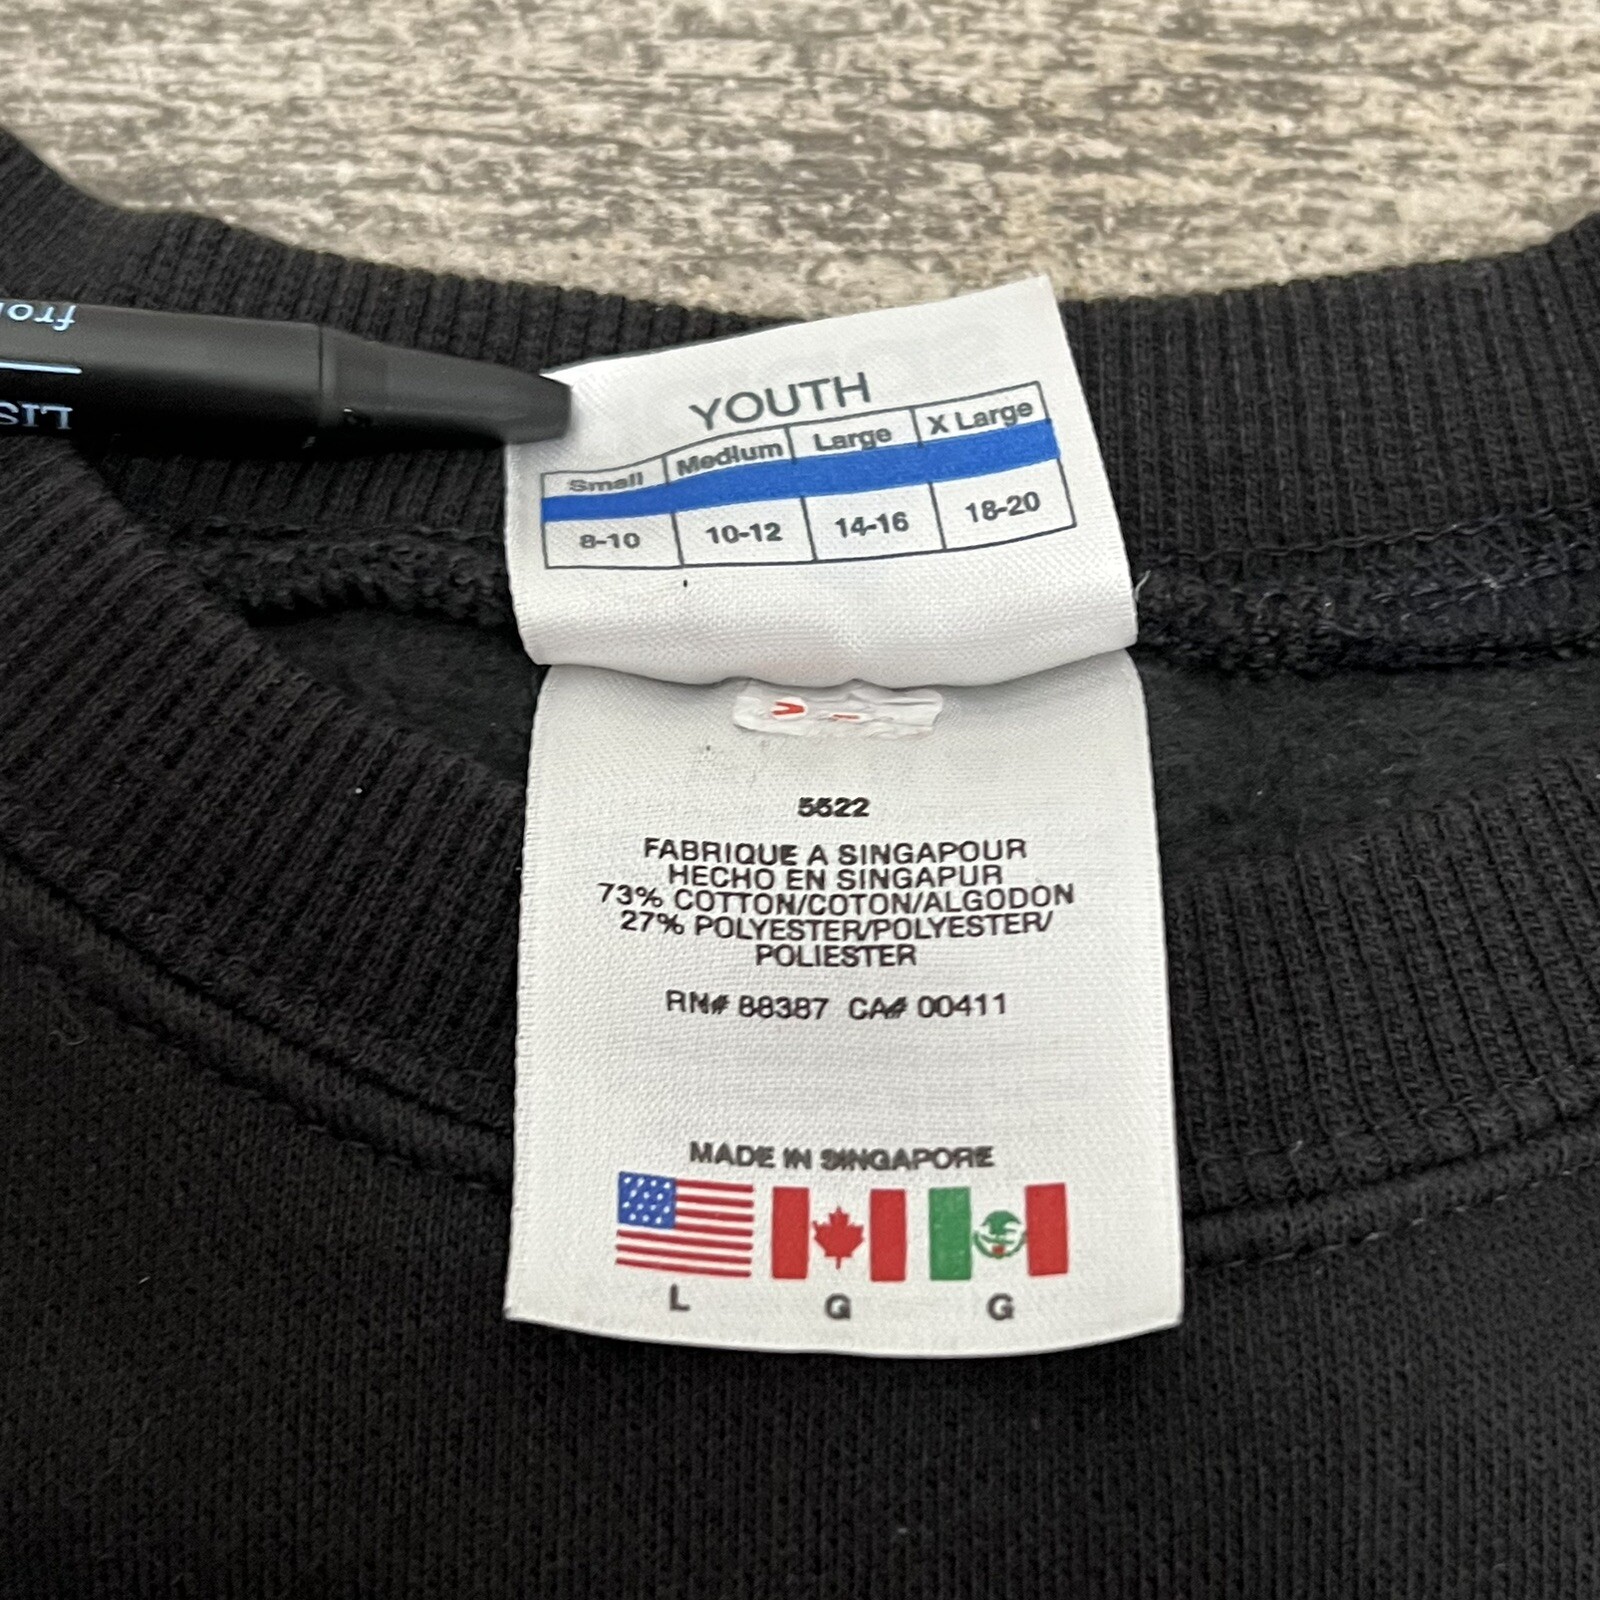 YOUTH
Small Medium Large X Large
8-10 10-12 14-16 18-20
5622
FABRIQUE A SINGAPOUR
HECHO EN SINGAPUR
73% COTTON/COTON/ALGODON
27% POLYESTER/POLYESTER/
POLIESTER
RN# 88387 CA# 00411
MADE IN SINGAPORE
L G G